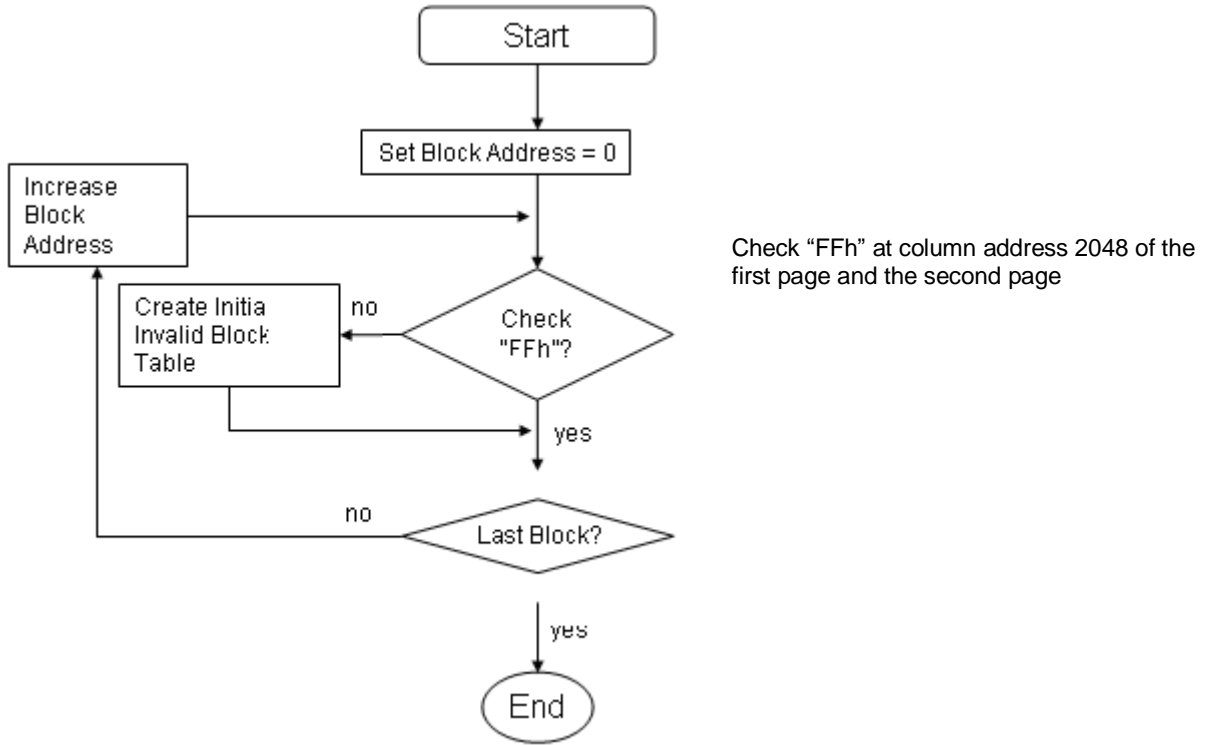 Start
Set Block Address = 0
Increase
Block
Address
Check “FFh” at column address 2048 of the
first page and the second page
Create Initia
Invalid Block
Table
no
Check
"FFh"?
yes
no
Last Block?
yes
End